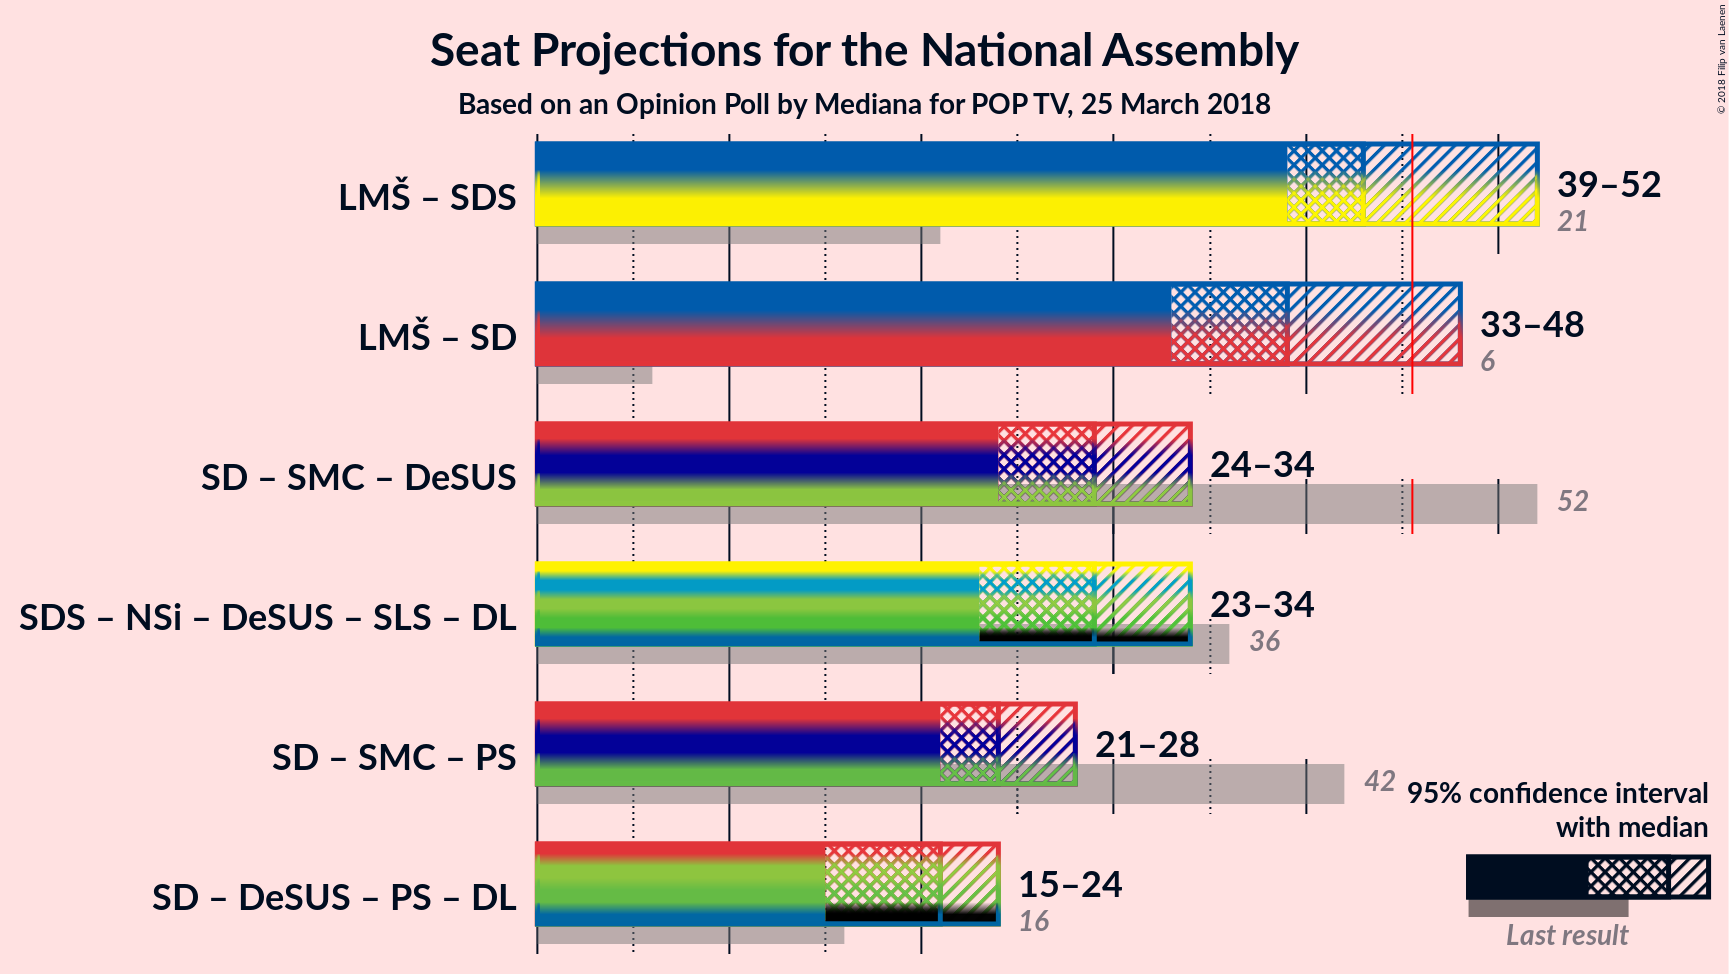 Seat Projections for the National Assembly
Based on an Opinion Poll by Mediana for POP TV, 25 March 2018
© 2018 Filip van Laenen
LMŠ – SDS
39–52
21
LMŠ – SD
33–48
6
SD – SMC – DeSUS
24–34
52
SDS – NSi – DeSUS – SLS – DL
23–34
36
SD – SMC – PS
21–28
42
SD – DeSUS – PS – DL
15–24
16
95% confidence interval
with median
Last result